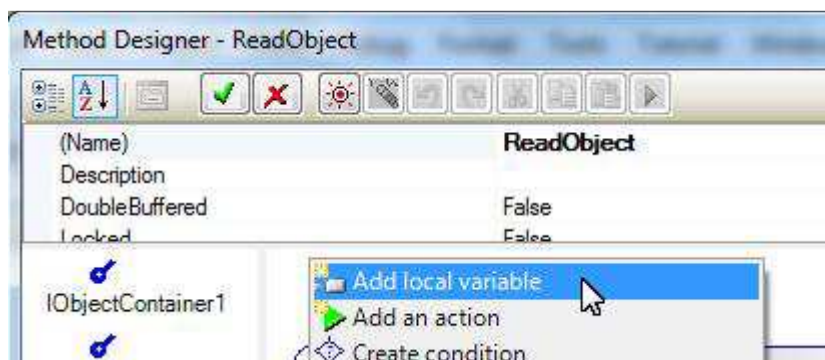 Method Designer - ReadObject
(Name) ReadObject
Description
DoubleBuffered False
Locked False
IObjectContainer1
Add local variable
Add an action
Create condition